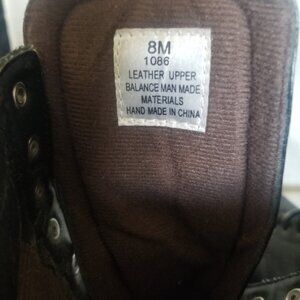 8M
1086
LEATHER UPPER
BALANCE MAN MADE
MATERIALS
HAND MADE IN CHINA